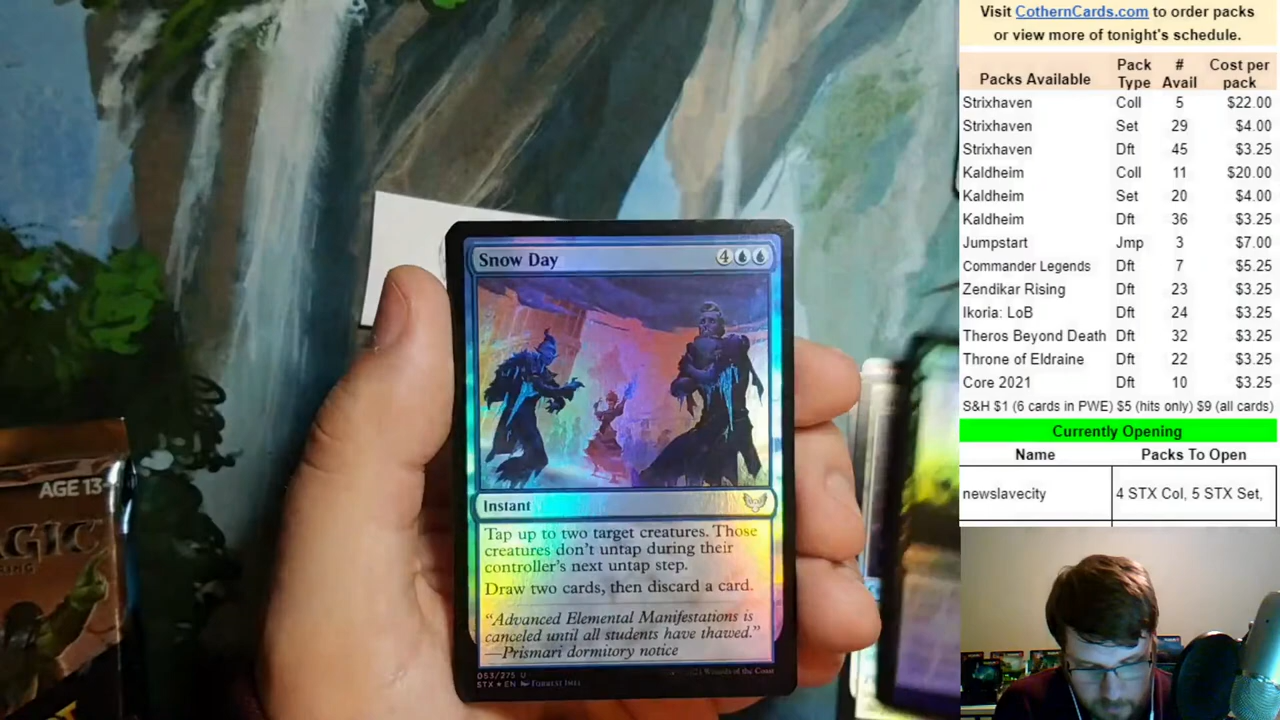 Snow Day 4
Instant
Tap up to two target creatures. Those
creatures don't untap during their
controller's next untap step.
Draw two cards, then discard a card.
"Advanced Elemental Manifestations is
canceled until all students have thawed."
—Prismari dormitory notice
053/275 U
STX EN
AGE 13
Visit CothernCards.com to order packs
or view more of tonight's schedule.
Packs Available Pack Type # Avail Cost per pack
Strixhaven Coll 5 $22.00
Strixhaven Set 29 $4.00
Strixhaven Dft 45 $3.25
Kaldheim Coll 11 $20.00
Kaldheim Set 20 $4.00
Kaldheim Dft 36 $3.25
Jumpstart Jmp 3 $7.00
Commander Legends Dft 7 $5.25
Zendikar Rising Dft 23 $3.25
Ikoria: LoB Dft 24 $3.25
Theros Beyond Death Dft 32 $3.25
Throne of Eldraine Dft 22 $3.25
Core 2021 Dft 10 $3.25
S&H $1 (6 cards in PWE) $5 (hits only) $9 (all cards)
Currently Opening
Name Packs To Open
newslavecity 4 STX Col, 5 STX Set,